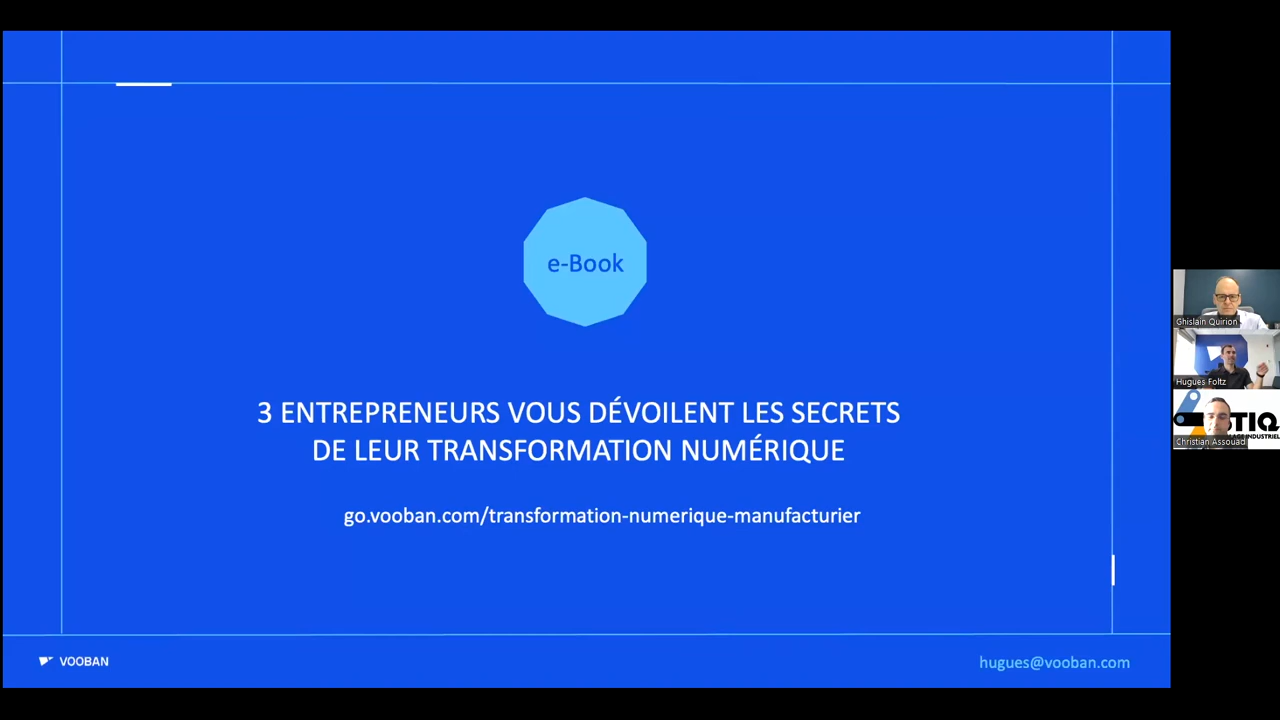 e-Book
3 ENTREPRENEURS VOUS DÉVOILENT LES SECRETS
DE LEUR TRANSFORMATION NUMÉRIQUE
go.vooban.com/transformation-numerique-manufacturier
VOOBAN
hugues@vooban.com
Ghislain Quirion
Hugues Foltz
STIQ
Christian Assouad